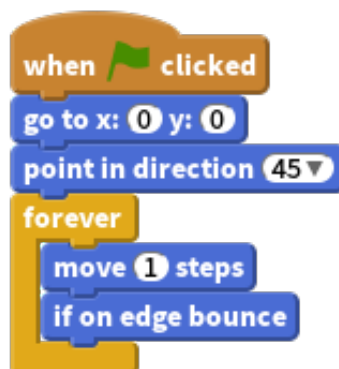 when clicked
go to x: 0 y: 0
point in direction 45
forever
move 1 steps
if on edge bounce